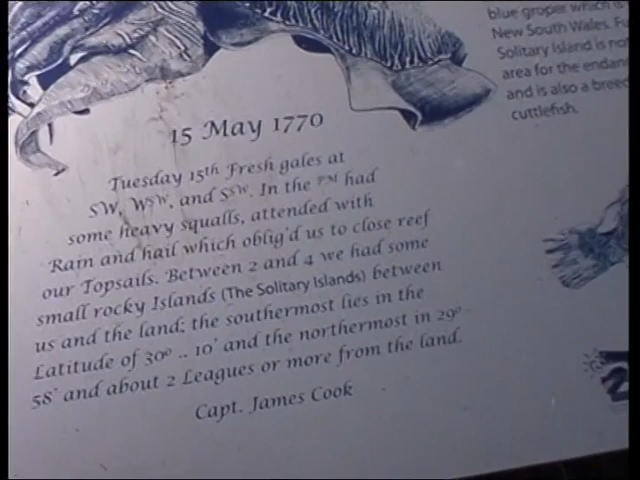 blue groper which is
New South Wales. Fu
Solitary Island is no
area for the endan
and is also a breed
cuttlefish.
15 May 1770
Tuesday 15th Fresh gales at
SW, WSW, and SSW. In the PM had
some heavy squalls, attended with
Rain and hail which oblig'd us to close reef
our Topsails. Between 2 and 4 we had some
small rocky Islands (The Solitary Islands) between
us and the land; the southermost lies in the
Latitude of 30º .. 10' and the northermost in 29º
58' and about 2 Leagues or more from the land.
Capt. James Cook